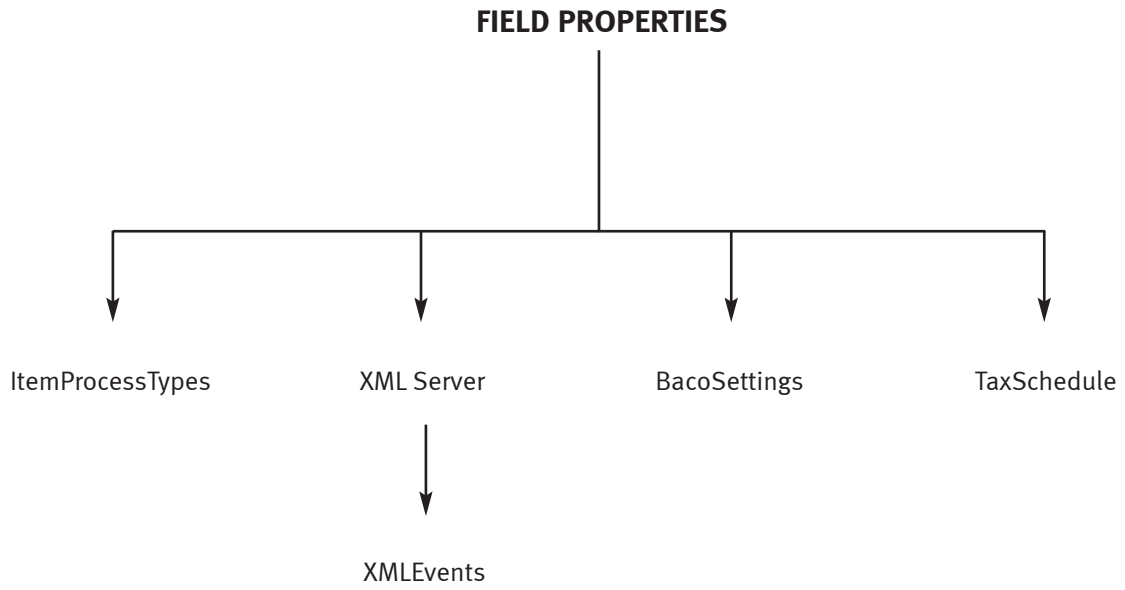 FIELD PROPERTIES
ItemProcessTypes
XML Server
BacoSettings
TaxSchedule
XMLEvents